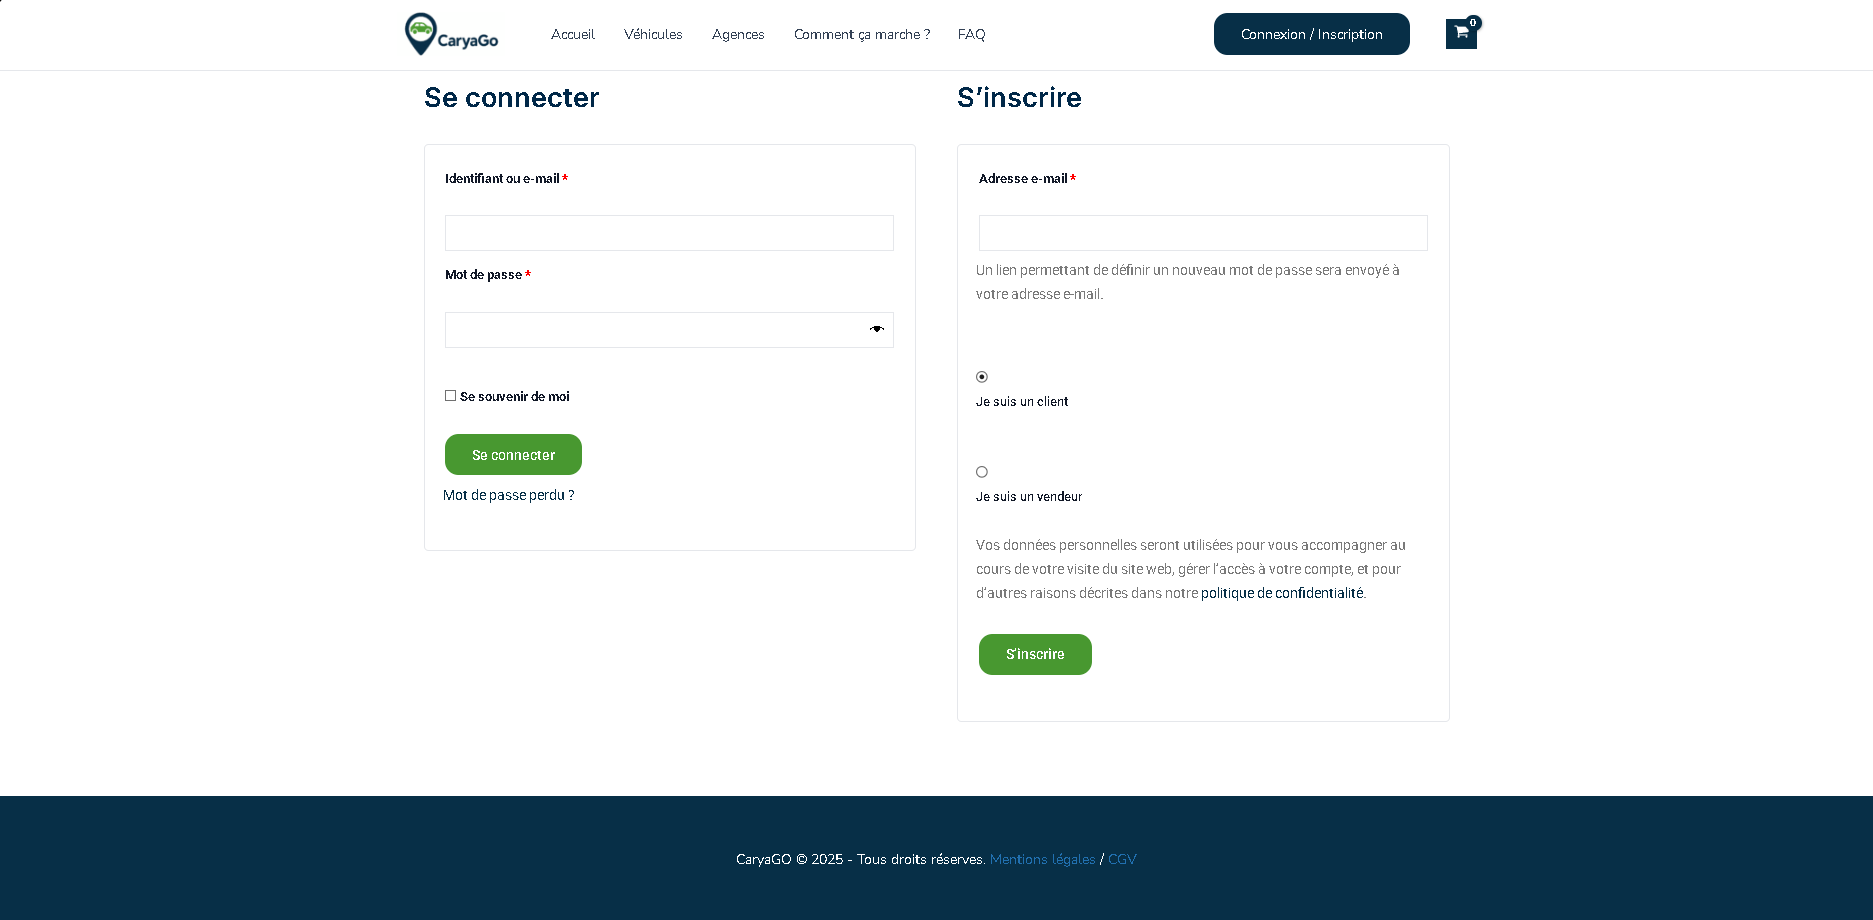 CaryaGo
Accueil
Véhicules
Agences
Comment ça marche ?
FAQ
Connexion / Inscription
0
Se connecter
Identifiant ou e-mail *
Mot de passe *
Se souvenir de moi
Se connecter
Mot de passe perdu ?
S’inscrire
Adresse e-mail *
Un lien permettant de définir un nouveau mot de passe sera envoyé à
votre adresse e-mail.
Je suis un client
Je suis un vendeur
Vos données personnelles seront utilisées pour vous accompagner au
cours de votre visite du site web, gérer l’accès à votre compte, et pour
d’autres raisons décrites dans notre politique de confidentialité.
S’inscrire
CaryaGO © 2025 - Tous droits réserves. Mentions légales / CGV